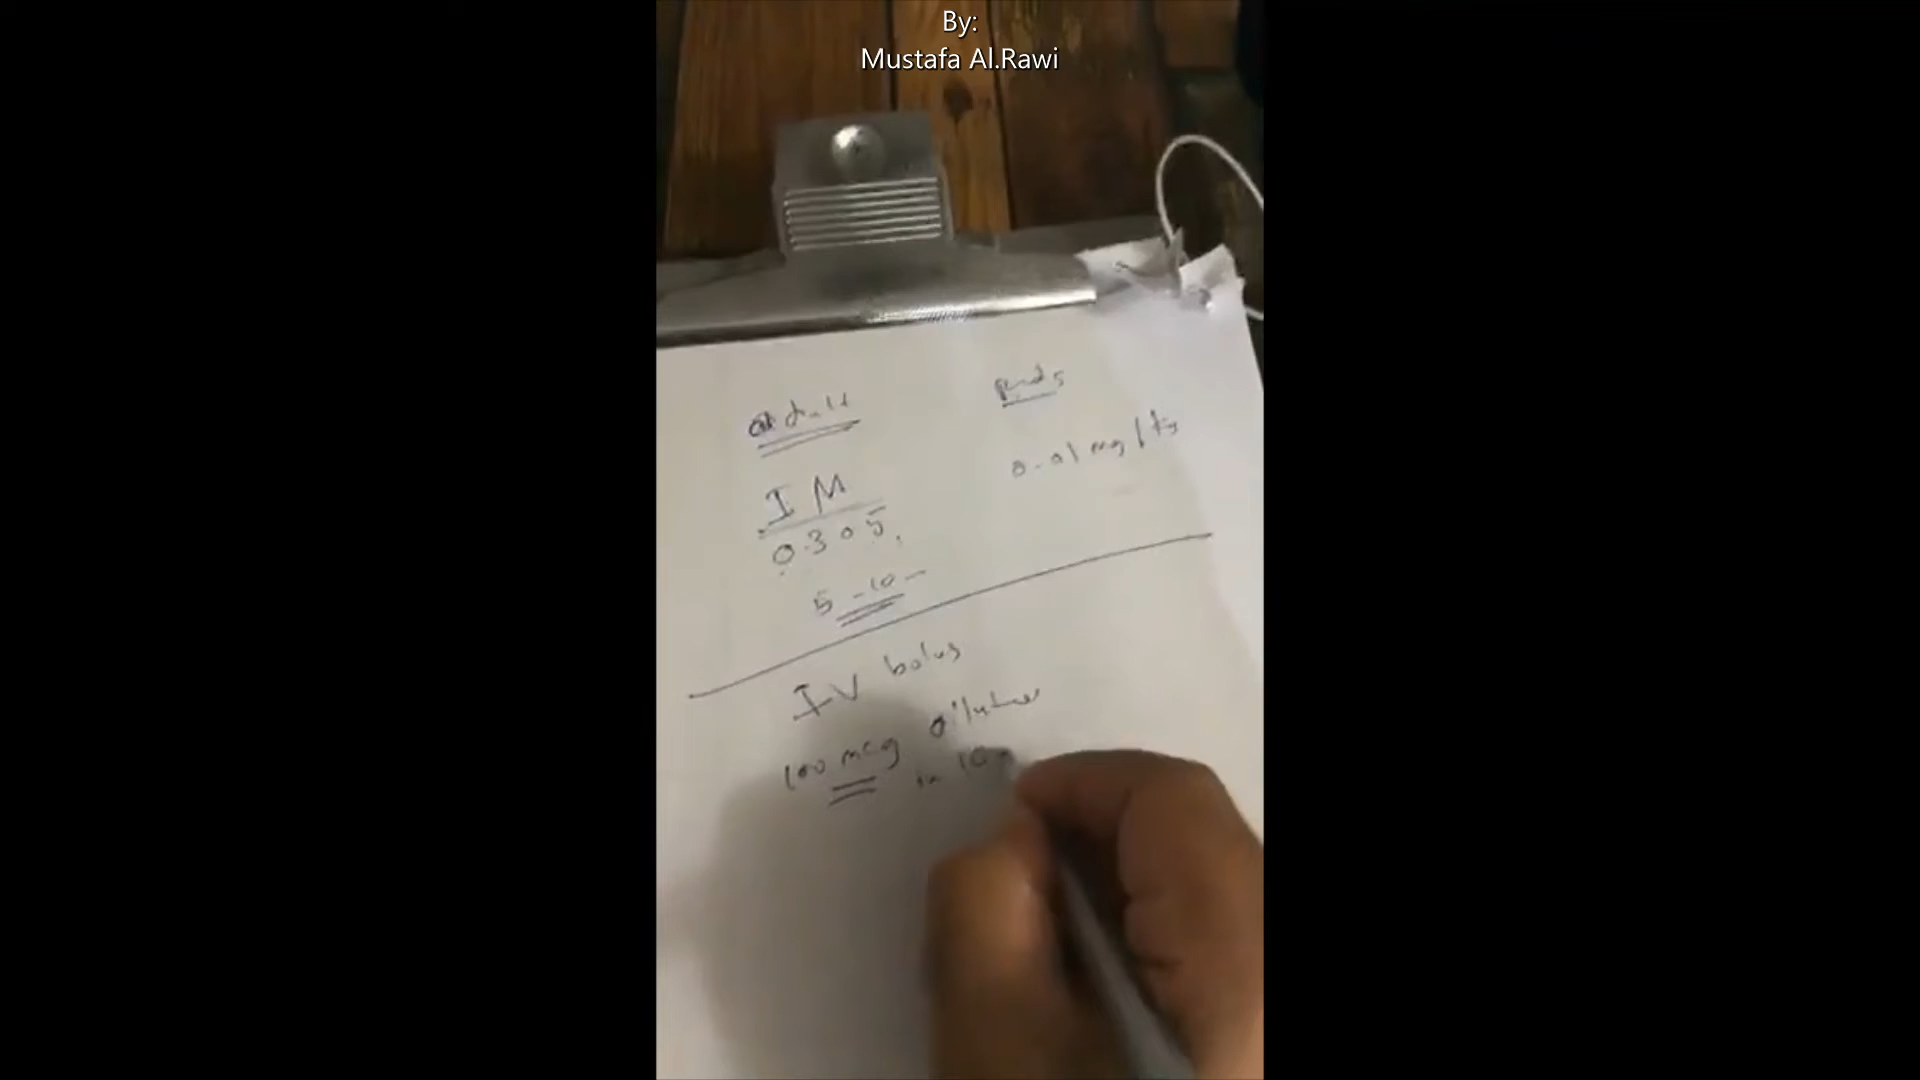 By:
Mustafa Al.Rawi
adult
peds
IM
0.01 mg/kg
0.3 0 5
5 - 10 -
IV bolus
100 mcg dilution
in 10